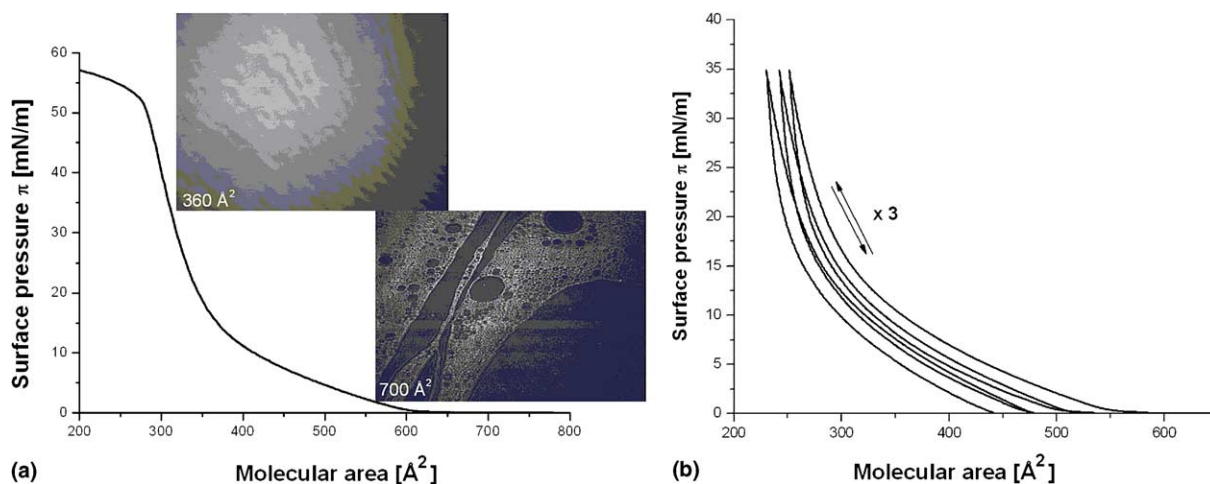 60
50
40
30
20
10
0
200 300 400 500 600 700 800
Surface pressure π [mN/m]
Molecular area [Å²]
360 Å²
700 Å²
(a)
40
35
30
25
20
15
10
5
0
200 300 400 500 600
Surface pressure π [mN/m]
Molecular area [Å²]
x 3
(b)